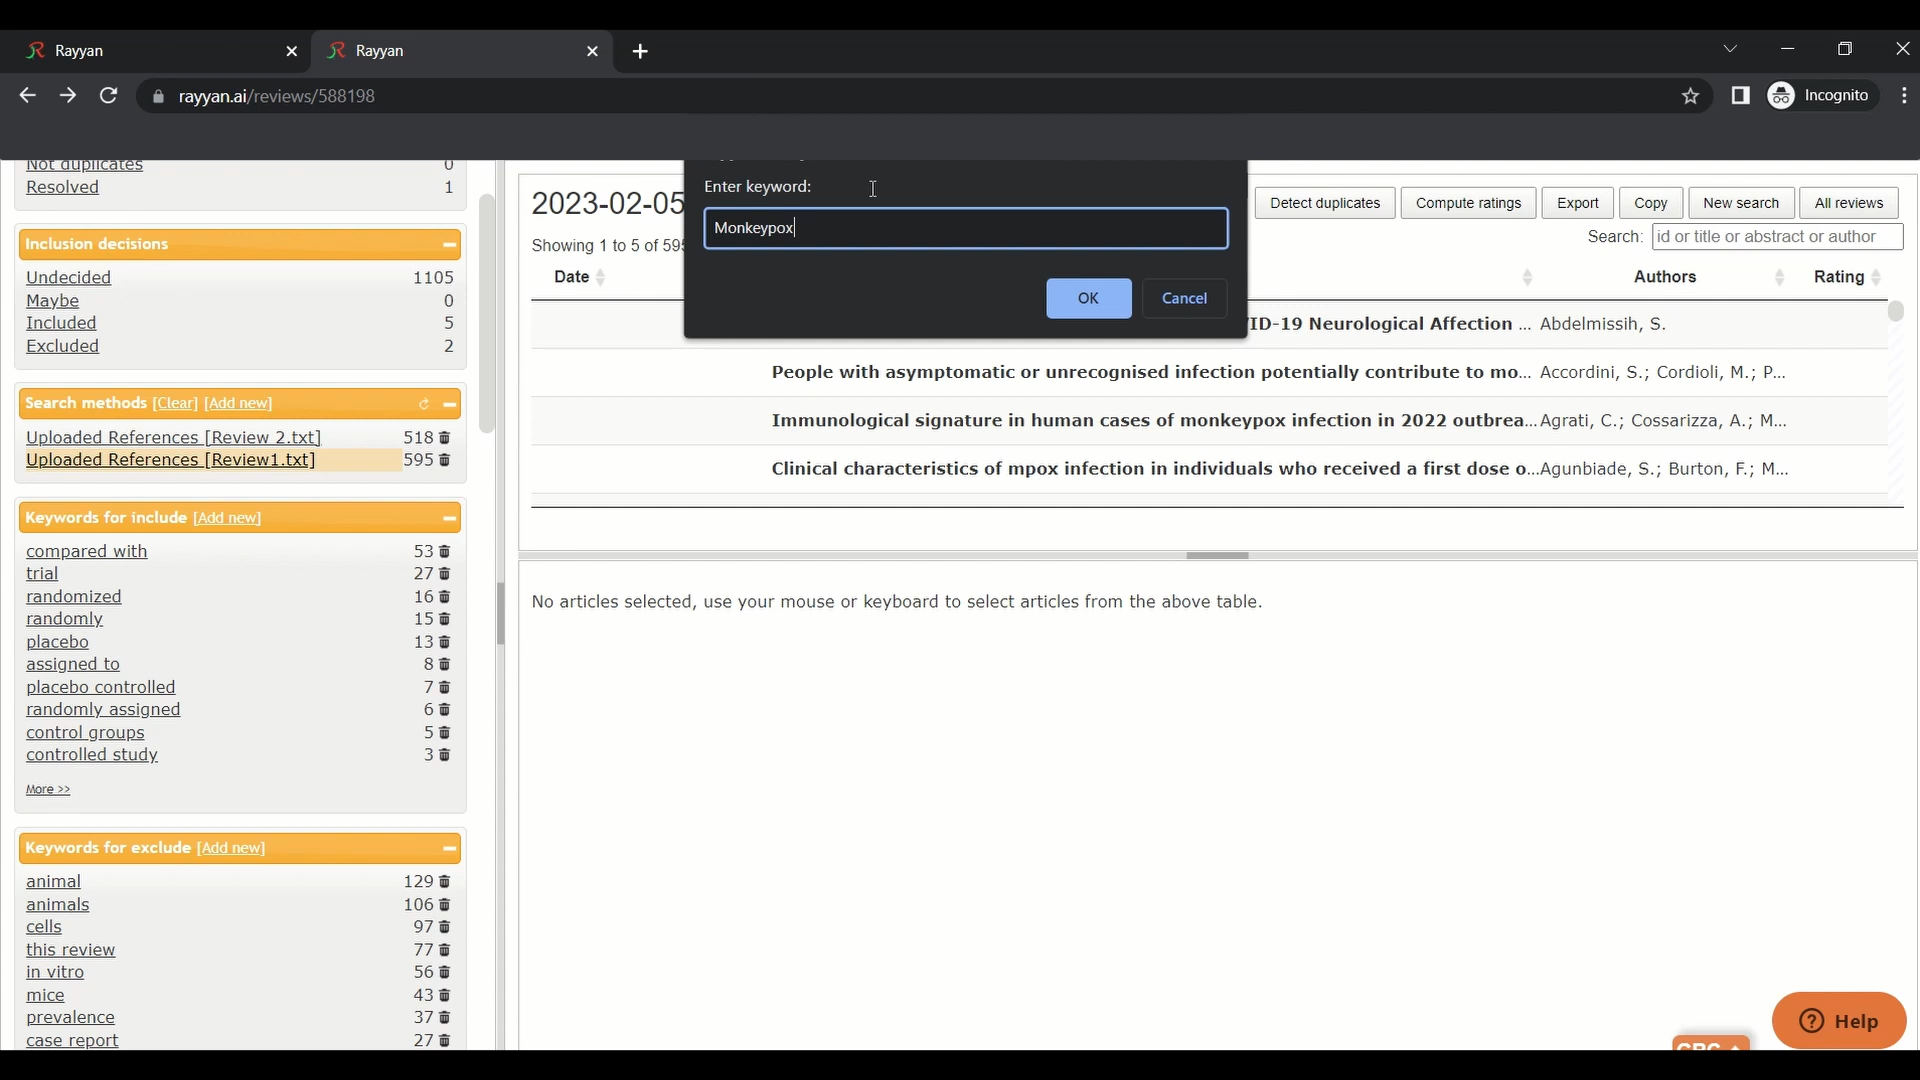 Rayyan
Rayyan
rayyan.ai/reviews/588198
Incognito
Not duplicates 0
Resolved 1
Inclusion decisions
Undecided 1105
Maybe 0
Included 5
Excluded 2
Search methods [Clear] [Add new]
Uploaded References [Review 2.txt] 518
Uploaded References [Review1.txt] 595
Keywords for include [Add new]
compared with 53
trial 27
randomized 16
randomly 15
placebo 13
assigned to 8
placebo controlled 7
randomly assigned 6
control groups 5
controlled study 3
More >>
Keywords for exclude [Add new]
animal 129
animals 106
cells 97
this review 77
in vitro 56
mice 43
prevalence 37
case report 27
Enter keyword:
Monkeypox
OK Cancel
2023-02-05
Detect duplicates Compute ratings Export Copy New search All reviews
Showing 1 to 5 of 595
Search: id or title or abstract or author
Date Authors Rating
ID-19 Neurological Affection ... Abdelmissih, S.
People with asymptomatic or unrecognised infection potentially contribute to mo... Accordini, S.; Cordioli, M.; P...
Immunological signature in human cases of monkeypox infection in 2022 outbrea... Agrati, C.; Cossarizza, A.; M...
Clinical characteristics of mpox infection in individuals who received a first dose o... Agunbiade, S.; Burton, F.; M...
No articles selected, use your mouse or keyboard to select articles from the above table.
Help